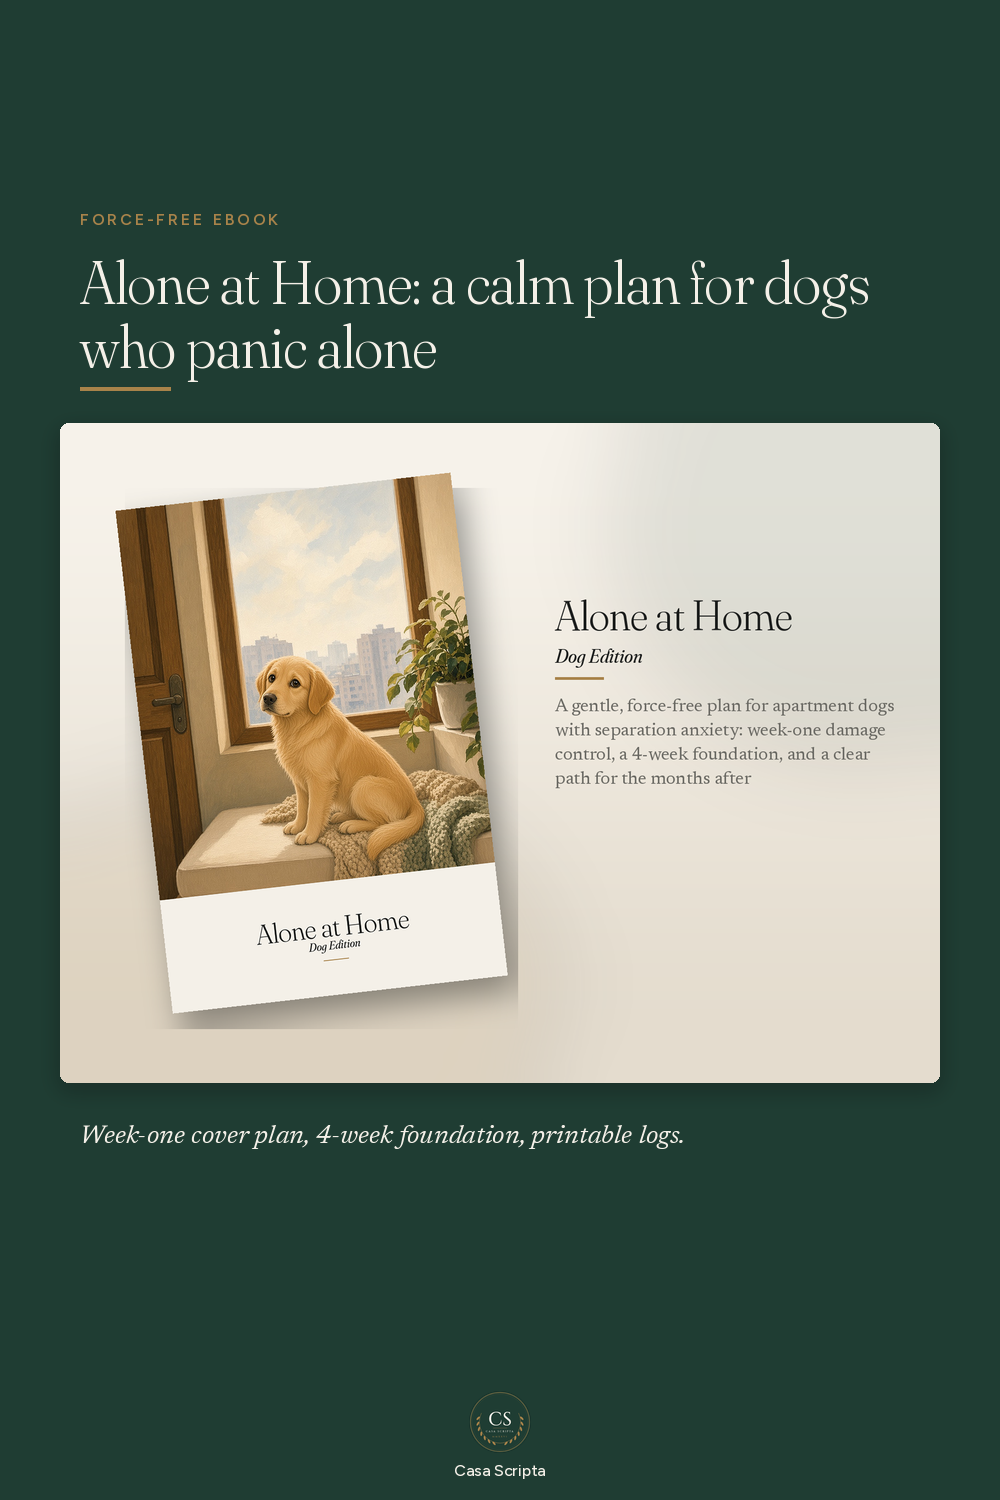 FORCE-FREE EBOOK
Alone at Home: a calm plan for dogs
who panic alone
Alone at Home
Dog Edition
Alone at Home
Dog Edition
A gentle, force-free plan for apartment dogs
with separation anxiety: week-one damage
control, a 4-week foundation, and a clear
path for the months after
Week-one cover plan, 4-week foundation, printable logs.
CS
CASA SCRIPTA
Casa Scripta